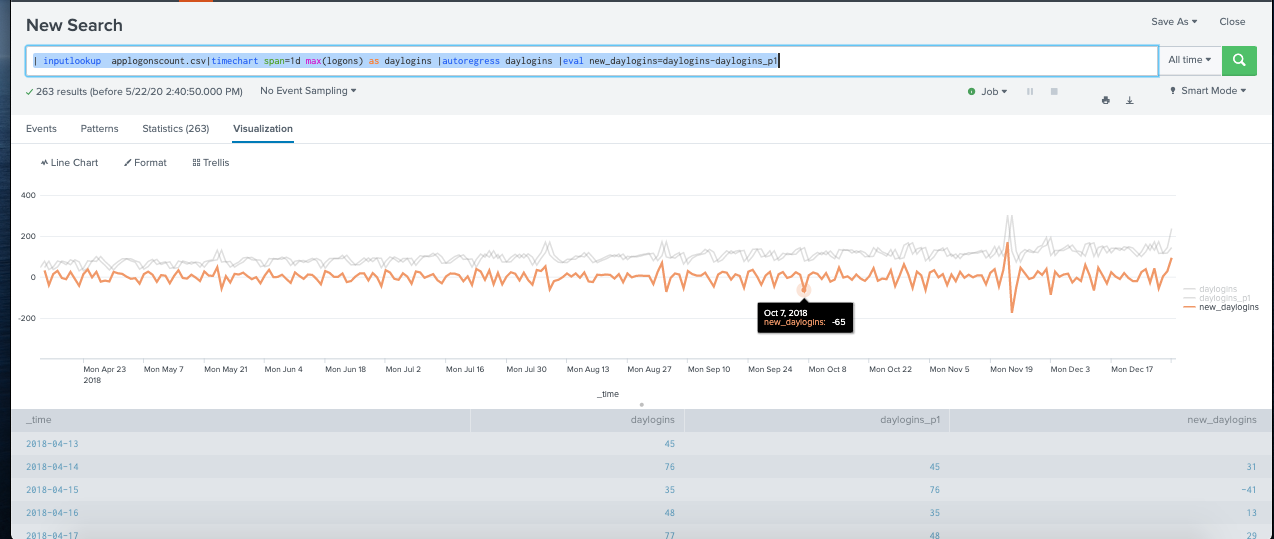 New Search
Save As ▾ Close
| inputlookup  applogonscount.csv|timechart span=1d max(logons) as daylogins |autoregress daylogins |eval new_daylogins=daylogins-daylogins_p1
All time ▾
✓ 263 results (before 5/22/20 2:40:50.000 PM) No Event Sampling ▾
Job ▾
Smart Mode ▾
Events Patterns Statistics (263) Visualization
Line Chart Format Trellis
400
200
0
-200
daylogins
daylogins_p1
new_daylogins
Oct 7, 2018
new_daylogins: -65
Mon Apr 23 Mon May 7 Mon May 21 Mon Jun 4 Mon Jun 18 Mon Jul 2 Mon Jul 16 Mon Jul 30 Mon Aug 13 Mon Aug 27 Mon Sep 10 Mon Sep 24 Mon Oct 8 Mon Oct 22 Mon Nov 5 Mon Nov 19 Mon Dec 3 Mon Dec 17
2018
_time
_time daylogins daylogins_p1 new_daylogins
2018-04-13 45
2018-04-14 76 45 31
2018-04-15 35 76 -41
2018-04-16 48 35 13
2018-04-17 77 48 29